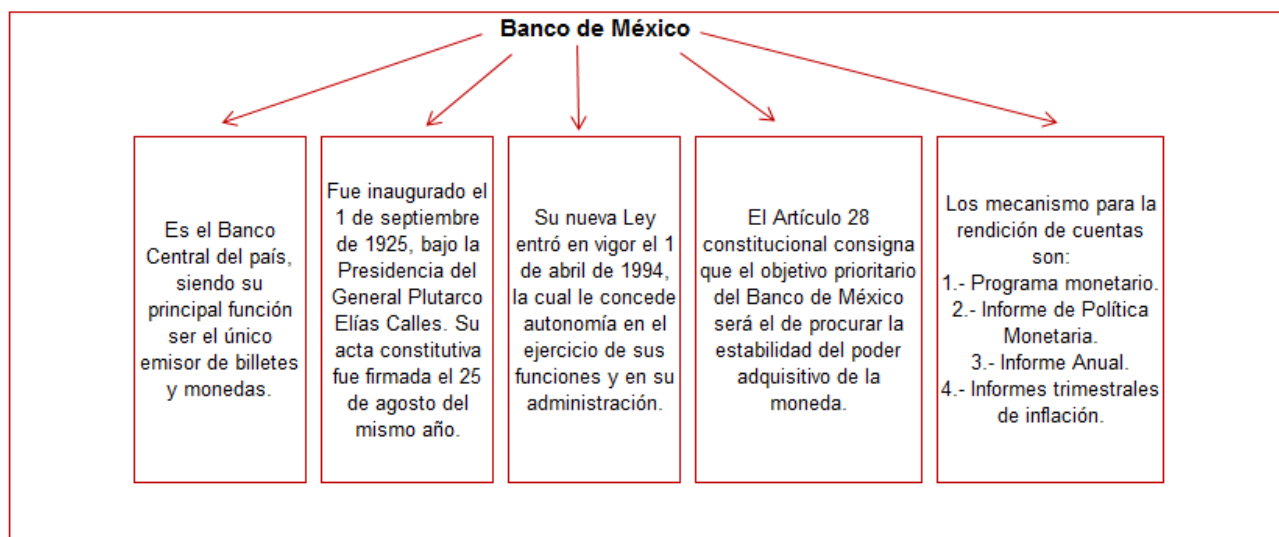 Banco de México
Es el Banco
Central del país,
siendo su
principal función
ser el único
emisor de billetes
y monedas.
Fue inaugurado el
1 de septiembre
de 1925, bajo la
Presidencia del
General Plutarco
Elías Calles. Su
acta constitutiva
fue firmada el 25
de agosto del
mismo año.
Su nueva Ley
entró en vigor el 1
de abril de 1994,
la cual le concede
autonomía en el
ejercicio de sus
funciones y en su
administración.
El Artículo 28
constitucional consigna
que el objetivo prioritario
del Banco de México
será el de procurar la
estabilidad del poder
adquisitivo de la
moneda.
Los mecanismo para la
rendición de cuentas
son:
1.- Programa monetario.
2.- Informe de Política
Monetaria.
3.- Informe Anual.
4.- Informes trimestrales
de inflación.